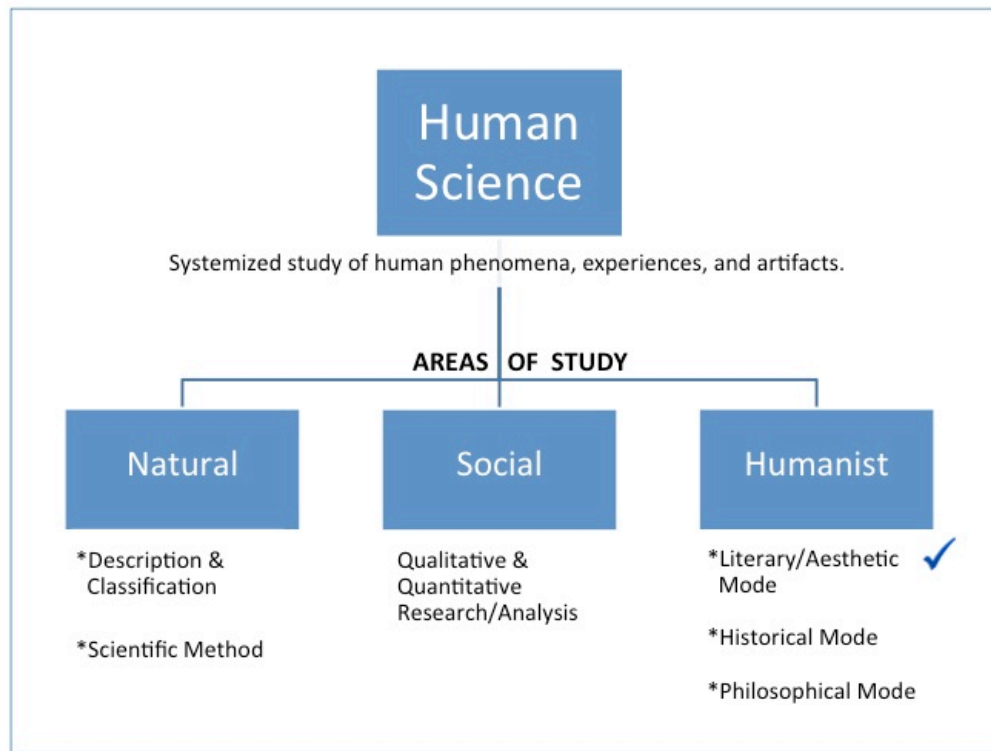 Human
Science
Systemized study of human phenomena, experiences, and artifacts.
AREAS OF STUDY
Natural
*Description &
Classification
*Scientific Method
Social
Qualitative &
Quantitative
Research/Analysis
Humanist
*Literary/Aesthetic
Mode
*Historical Mode
*Philosophical Mode